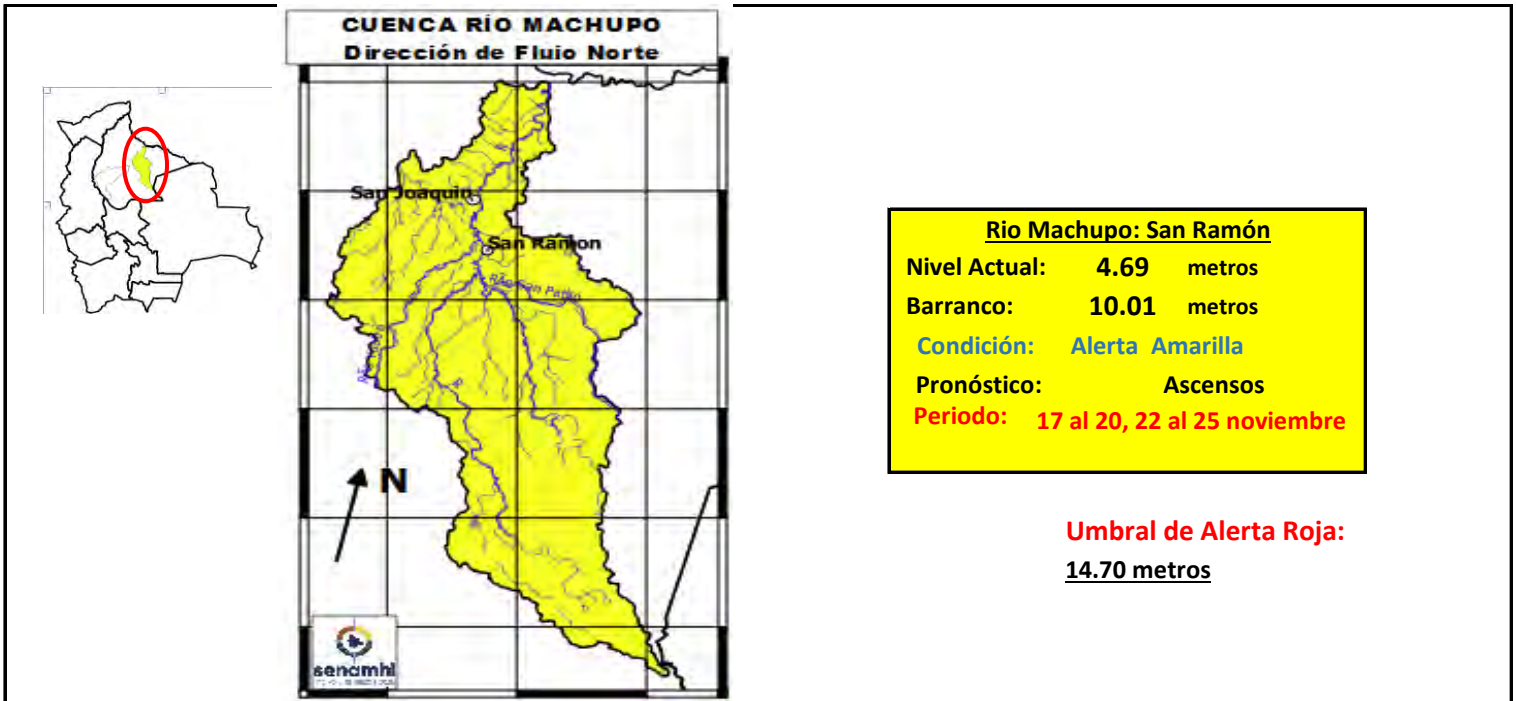 CUENCA RÍO MACHUPO
Dirección de Fluio Norte
San Joaquin
San Ramon
San Pablo
N
senamhi
Rio Machupo: San Ramón
Nivel Actual: 4.69 metros
Barranco: 10.01 metros
Condición: Alerta Amarilla
Pronóstico: Ascensos
Periodo: 17 al 20, 22 al 25 noviembre
Umbral de Alerta Roja:
14.70 metros